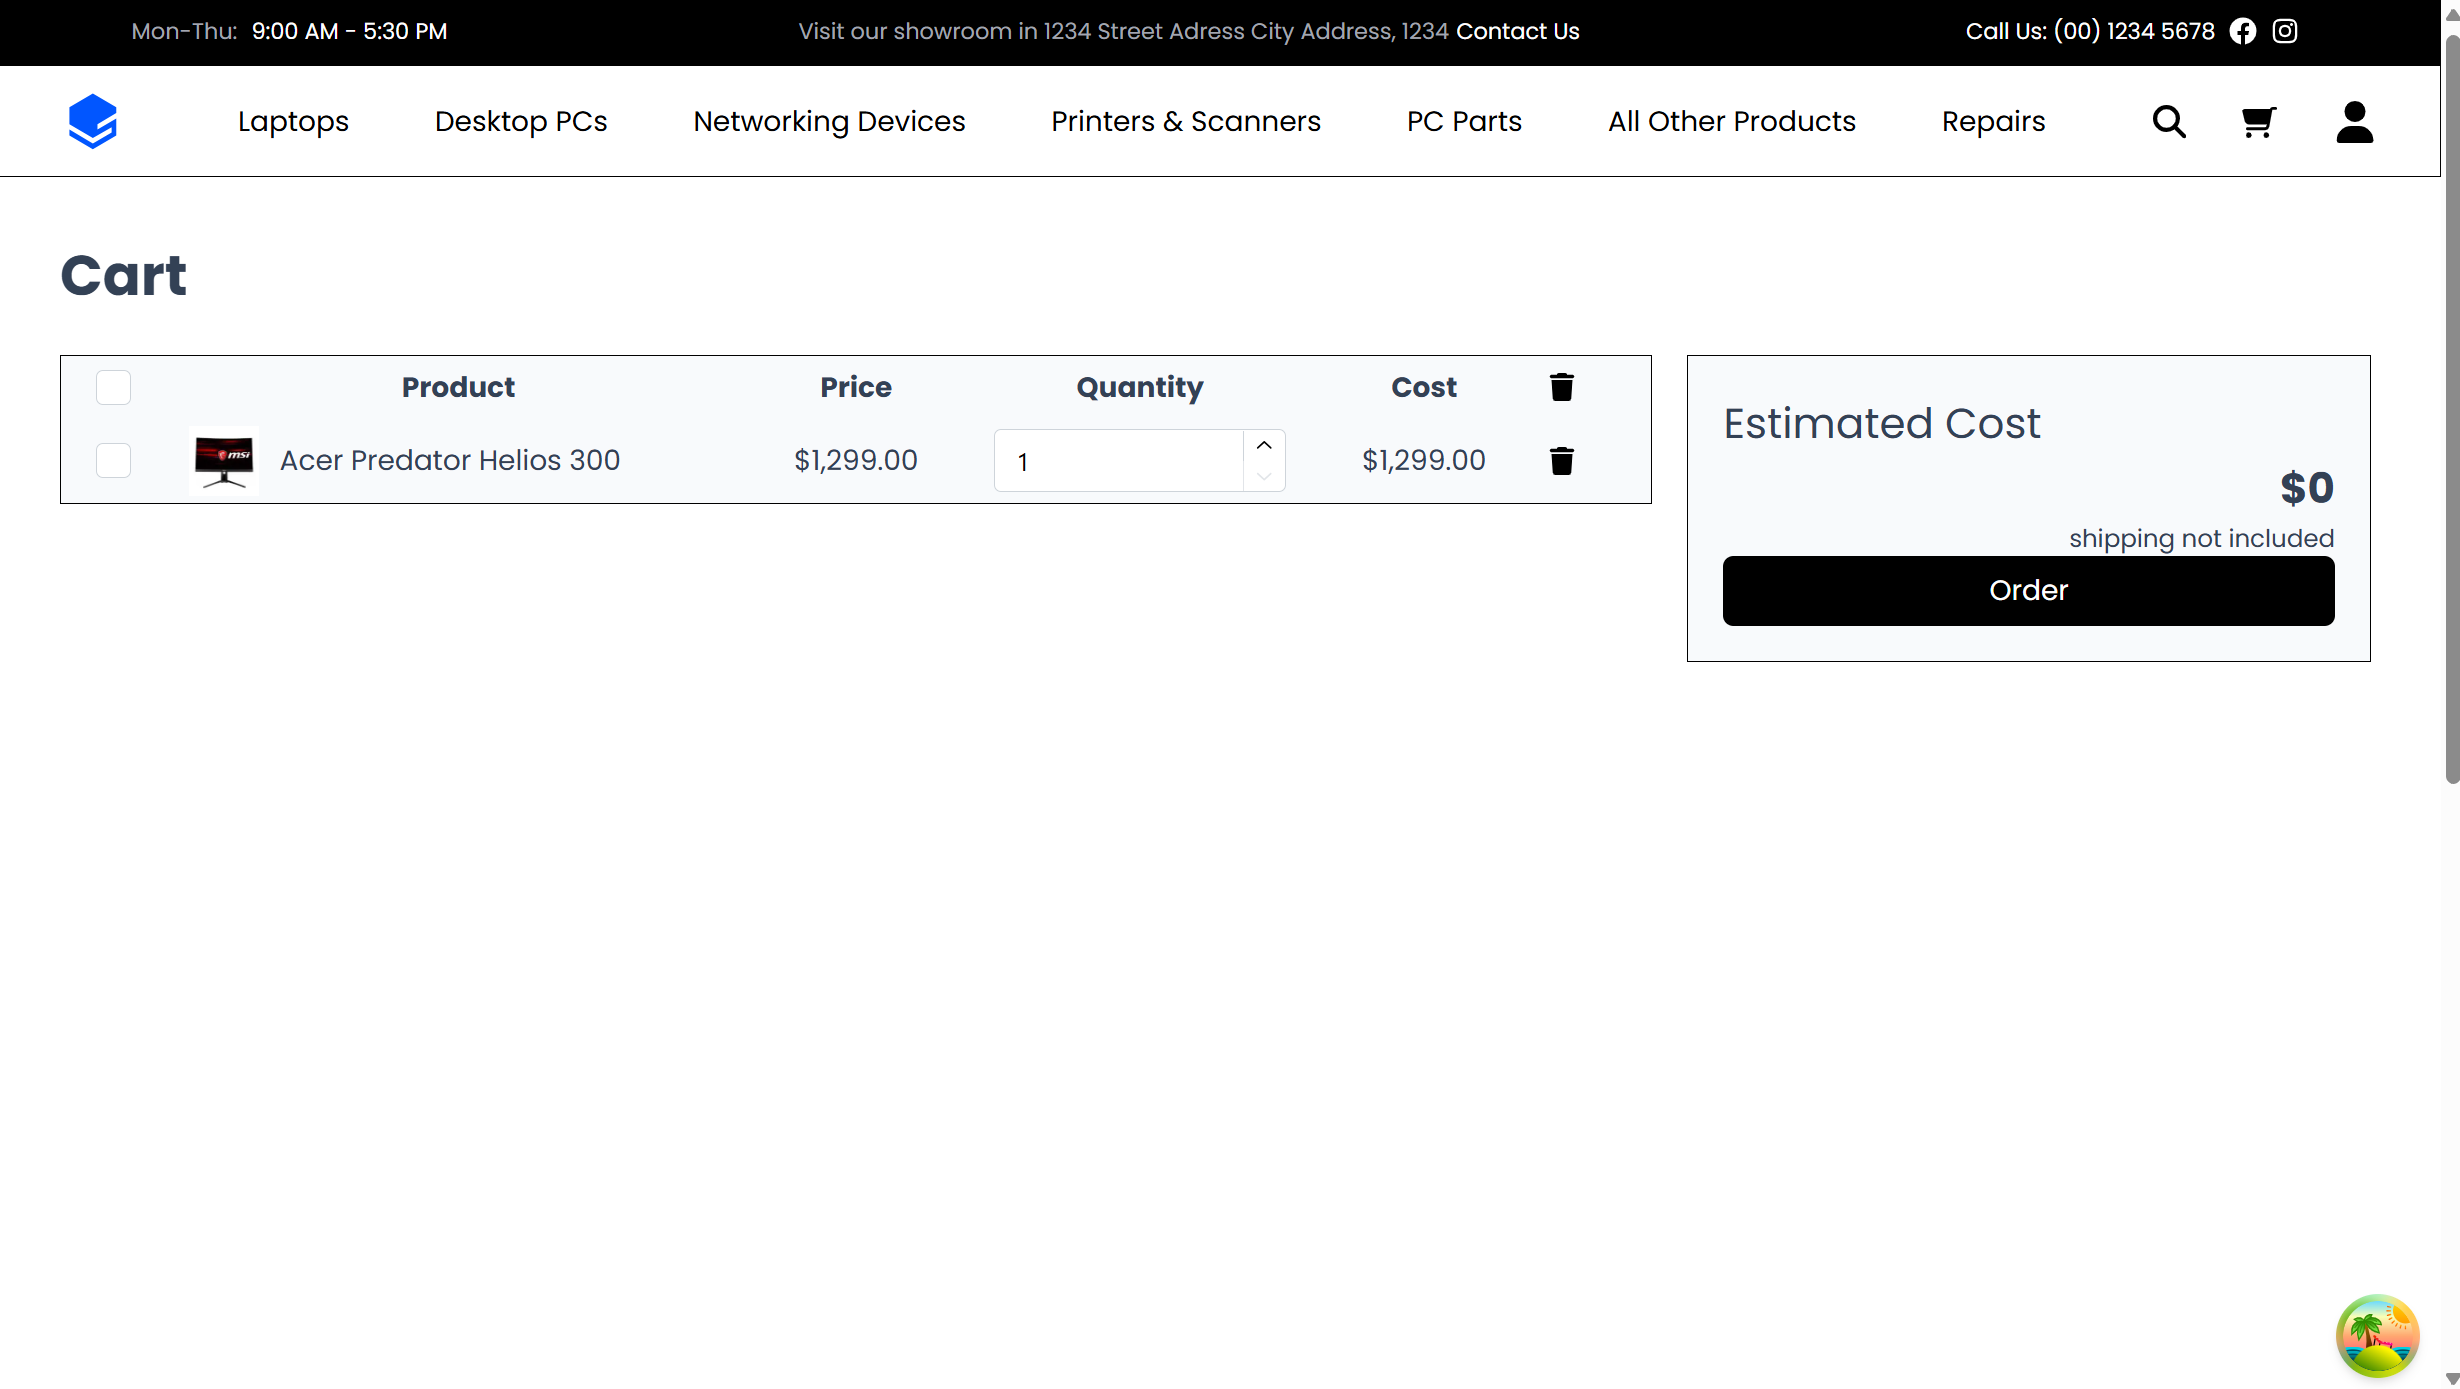 Mon-Thu: 9:00 AM - 5:30 PM
Visit our showroom in 1234 Street Adress City Address, 1234 Contact Us
Call Us: (00) 1234 5678
Laptops
Desktop PCs
Networking Devices
Printers & Scanners
PC Parts
All Other Products
Repairs
Cart
Product Price Quantity Cost
msi
Acer Predator Helios 300 $1,299.00 1 $1,299.00
Estimated Cost
$0
shipping not included
Order